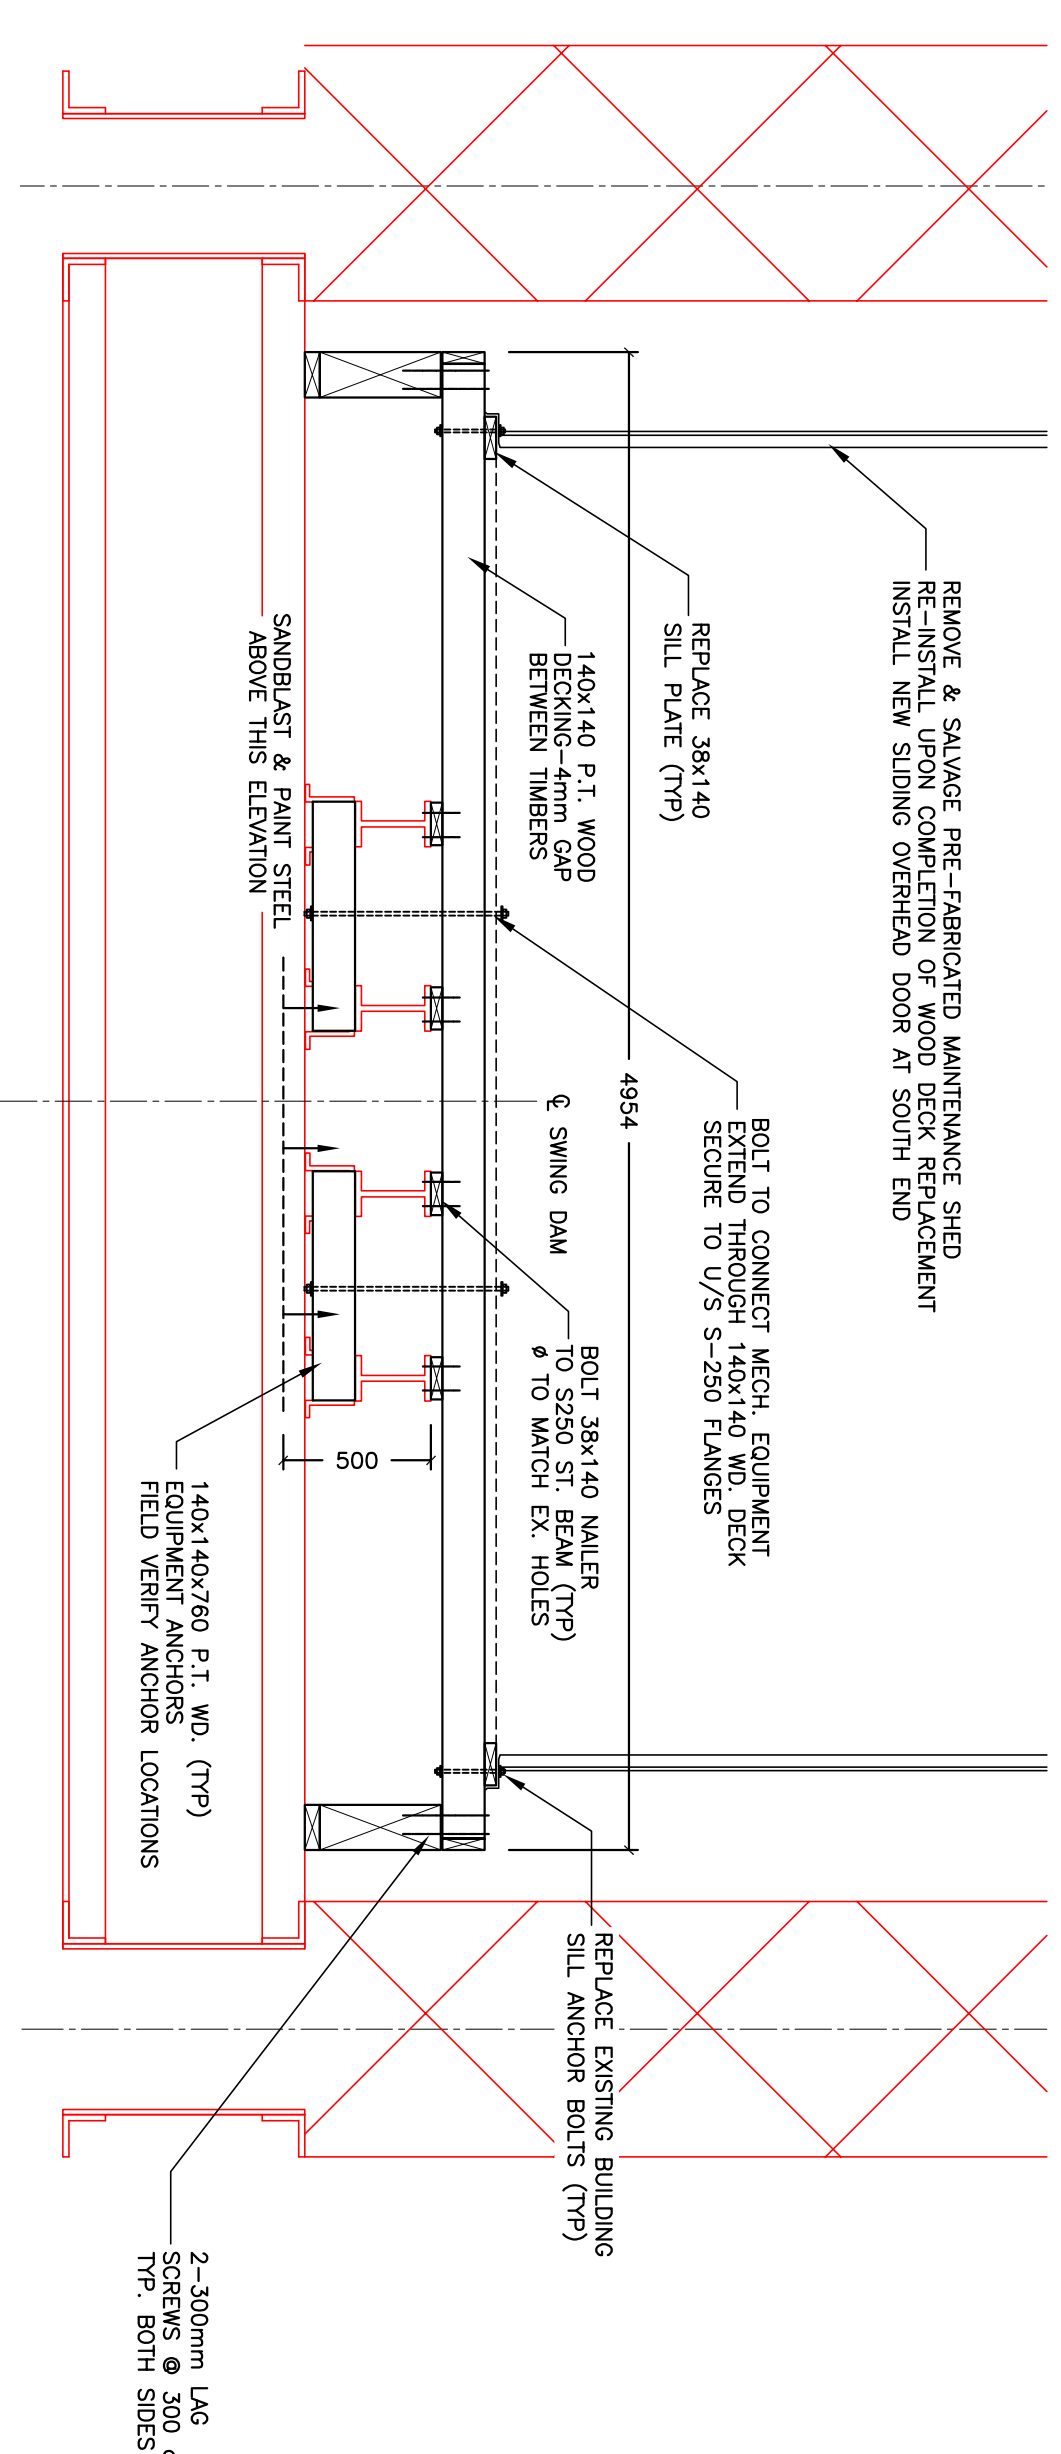 REMOVE & SALVAGE PRE-FABRICATED MAINTENANCE SHED
RE-INSTALL UPON COMPLETION OF WOOD DECK REPLACEMENT
INSTALL NEW SLIDING OVERHEAD DOOR AT SOUTH END
REPLACE 38x140
SILL PLATE (TYP)
140x140 P.T. WOOD
DECKING-4mm GAP
BETWEEN TIMBERS
SANDBLAST & PAINT STEEL
ABOVE THIS ELEVATION
BOLT TO CONNECT MECH. EQUIPMENT
EXTEND THROUGH 140x140 WD. DECK
SECURE TO U/S S-250 FLANGES
4954
℄ SWING DAM
BOLT 38x140 NAILER
TO S250 ST. BEAM (TYP)
Ø TO MATCH EX. HOLES
500
140x140x760 P.T. WD. (TYP)
EQUIPMENT ANCHORS
FIELD VERIFY ANCHOR LOCATIONS
REPLACE EXISTING BUILDING
SILL ANCHOR BOLTS (TYP)
2-300mm LAG
SCREWS @ 300
TYP. BOTH SIDES